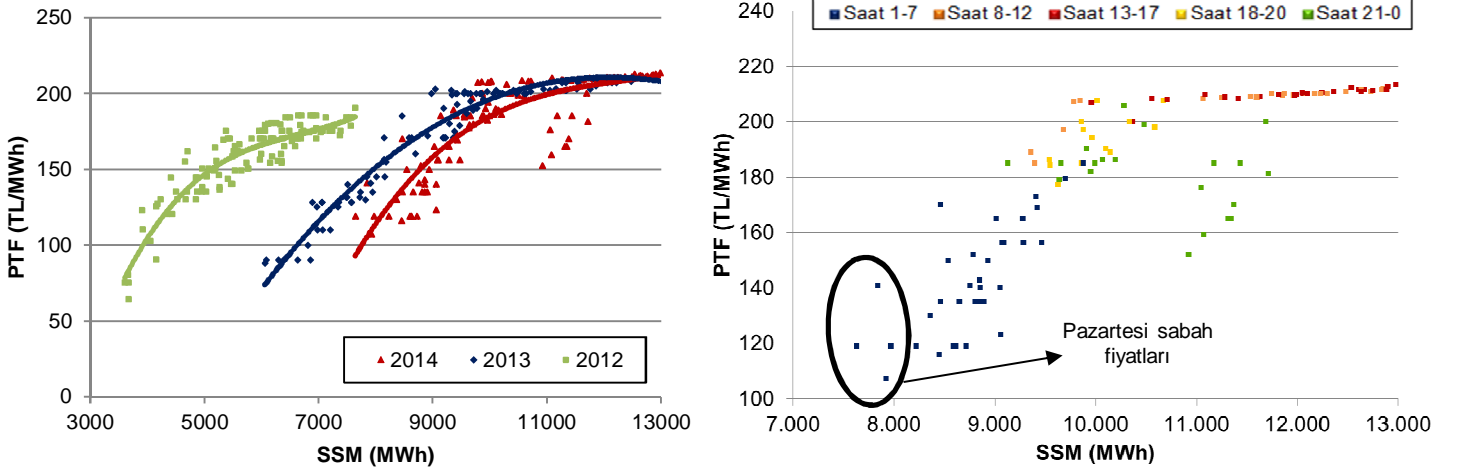 250
200
150
100
50
0
PTF (TL/MWh)
2014 2013 2012
3000 5000 7000 9000 11000 13000
SSM (MWh)
Saat 1-7 Saat 8-12 Saat 13-17 Saat 18-20 Saat 21-0
240
220
200
180
160
140
120
100
PTF (TL/MWh)
Pazartesi sabah
fiyatları
7.000 8.000 9.000 10.000 11.000 12.000 13.000
SSM (MWh)